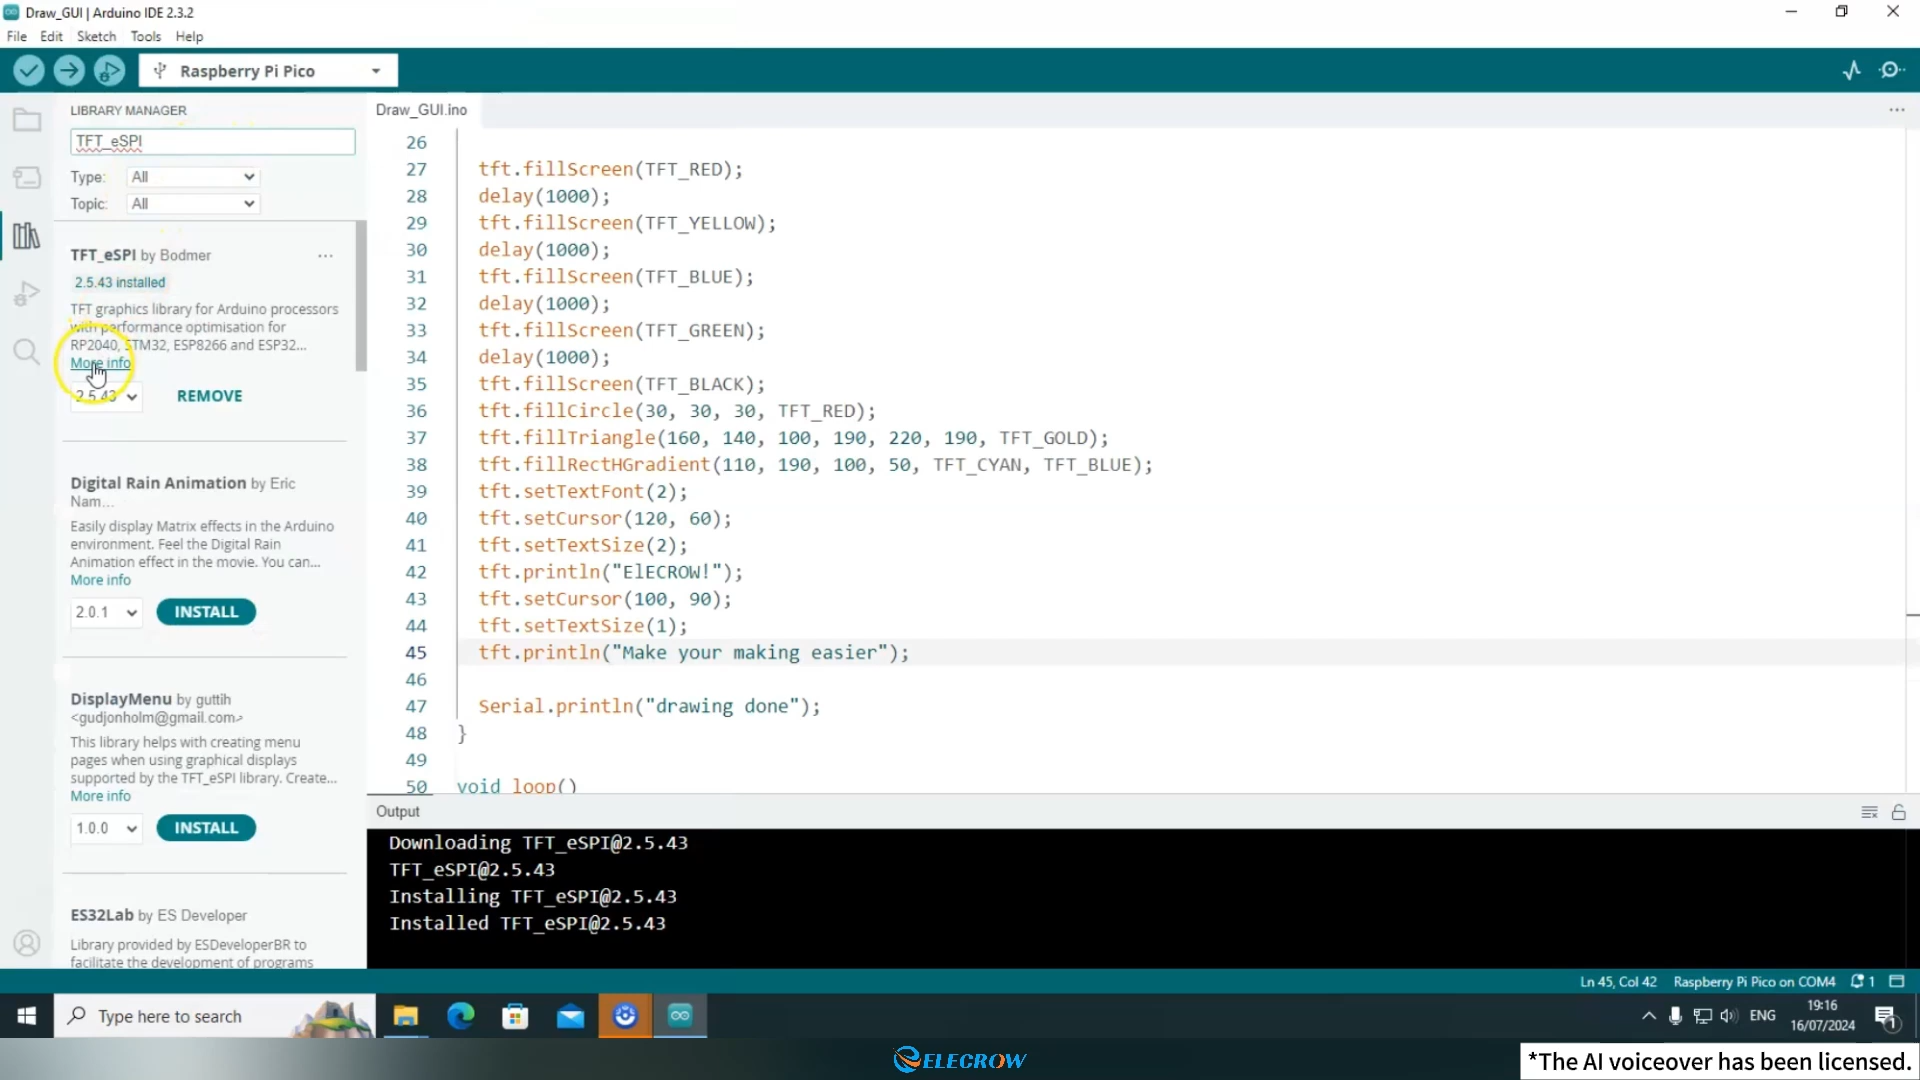 Draw_GUI | Arduino IDE 2.3.2
File Edit Sketch Tools Help
Raspberry Pi Pico
LIBRARY MANAGER
TFT_eSPI
Type: All
Topic: All
TFT_eSPI by Bodmer
2.5.43 installed
TFT graphics library for Arduino processors
with performance optimisation for
RP2040, STM32, ESP8266 and ESP32...
More info
2.5.43 REMOVE
Digital Rain Animation by Eric
Nam...
Easily display Matrix effects in the Arduino
environment. Feel the Digital Rain
Animation effect in the movie. You can...
More info
2.0.1 INSTALL
DisplayMenu by guttih
<gudjonholm@gmail.com>
This library helps with creating menu
pages when using graphical displays
supported by the TFT_eSPI library. Create...
More info
1.0.0 INSTALL
ES32Lab by ES Developer
Library provided by ESDeveloperBR to
facilitate the development of programs
Draw_GUI.ino
26
27 tft.fillScreen(TFT_RED);
28 delay(1000);
29 tft.fillScreen(TFT_YELLOW);
30 delay(1000);
31 tft.fillScreen(TFT_BLUE);
32 delay(1000);
33 tft.fillScreen(TFT_GREEN);
34 delay(1000);
35 tft.fillScreen(TFT_BLACK);
36 tft.fillCircle(30, 30, 30, TFT_RED);
37 tft.fillTriangle(160, 140, 100, 190, 220, 190, TFT_GOLD);
38 tft.fillRectHGradient(110, 190, 100, 50, TFT_CYAN, TFT_BLUE);
39 tft.setTextFont(2);
40 tft.setCursor(120, 60);
41 tft.setTextSize(2);
42 tft.println("ElECROW!");
43 tft.setCursor(100, 90);
44 tft.setTextSize(1);
45 tft.println("Make your making easier");
46
47 Serial.println("drawing done");
48 }
49
50 void loop()
Output
Downloading TFT_eSPI@2.5.43
TFT_eSPI@2.5.43
Installing TFT_eSPI@2.5.43
Installed TFT_eSPI@2.5.43
Ln 45, Col 42 Raspberry Pi Pico on COM4 1
Type here to search
ENG
19:16
16/07/2024
1
ELECROW
*The AI voiceover has been licensed.